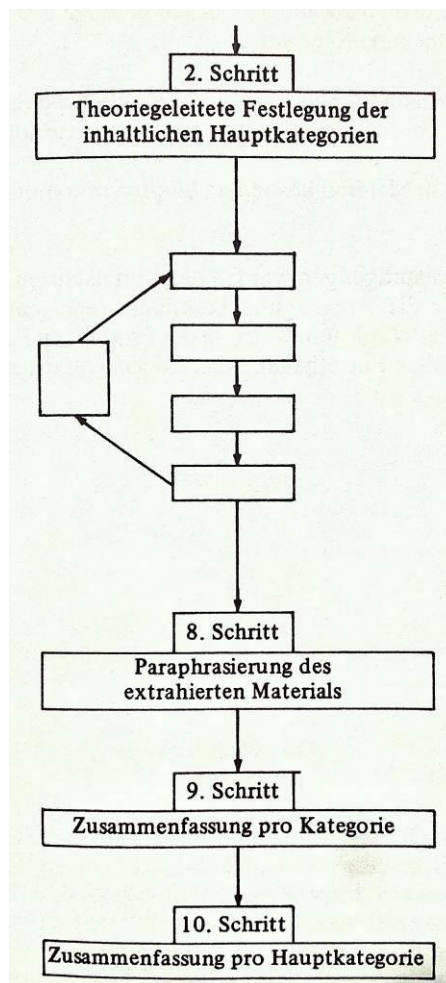 2. Schritt
Theoriegeleitete Festlegung der
inhaltlichen Hauptkategorien
8. Schritt
Paraphrasierung des
extrahierten Materials
9. Schritt
Zusammenfassung pro Kategorie
10. Schritt
Zusammenfassung pro Hauptkategorie